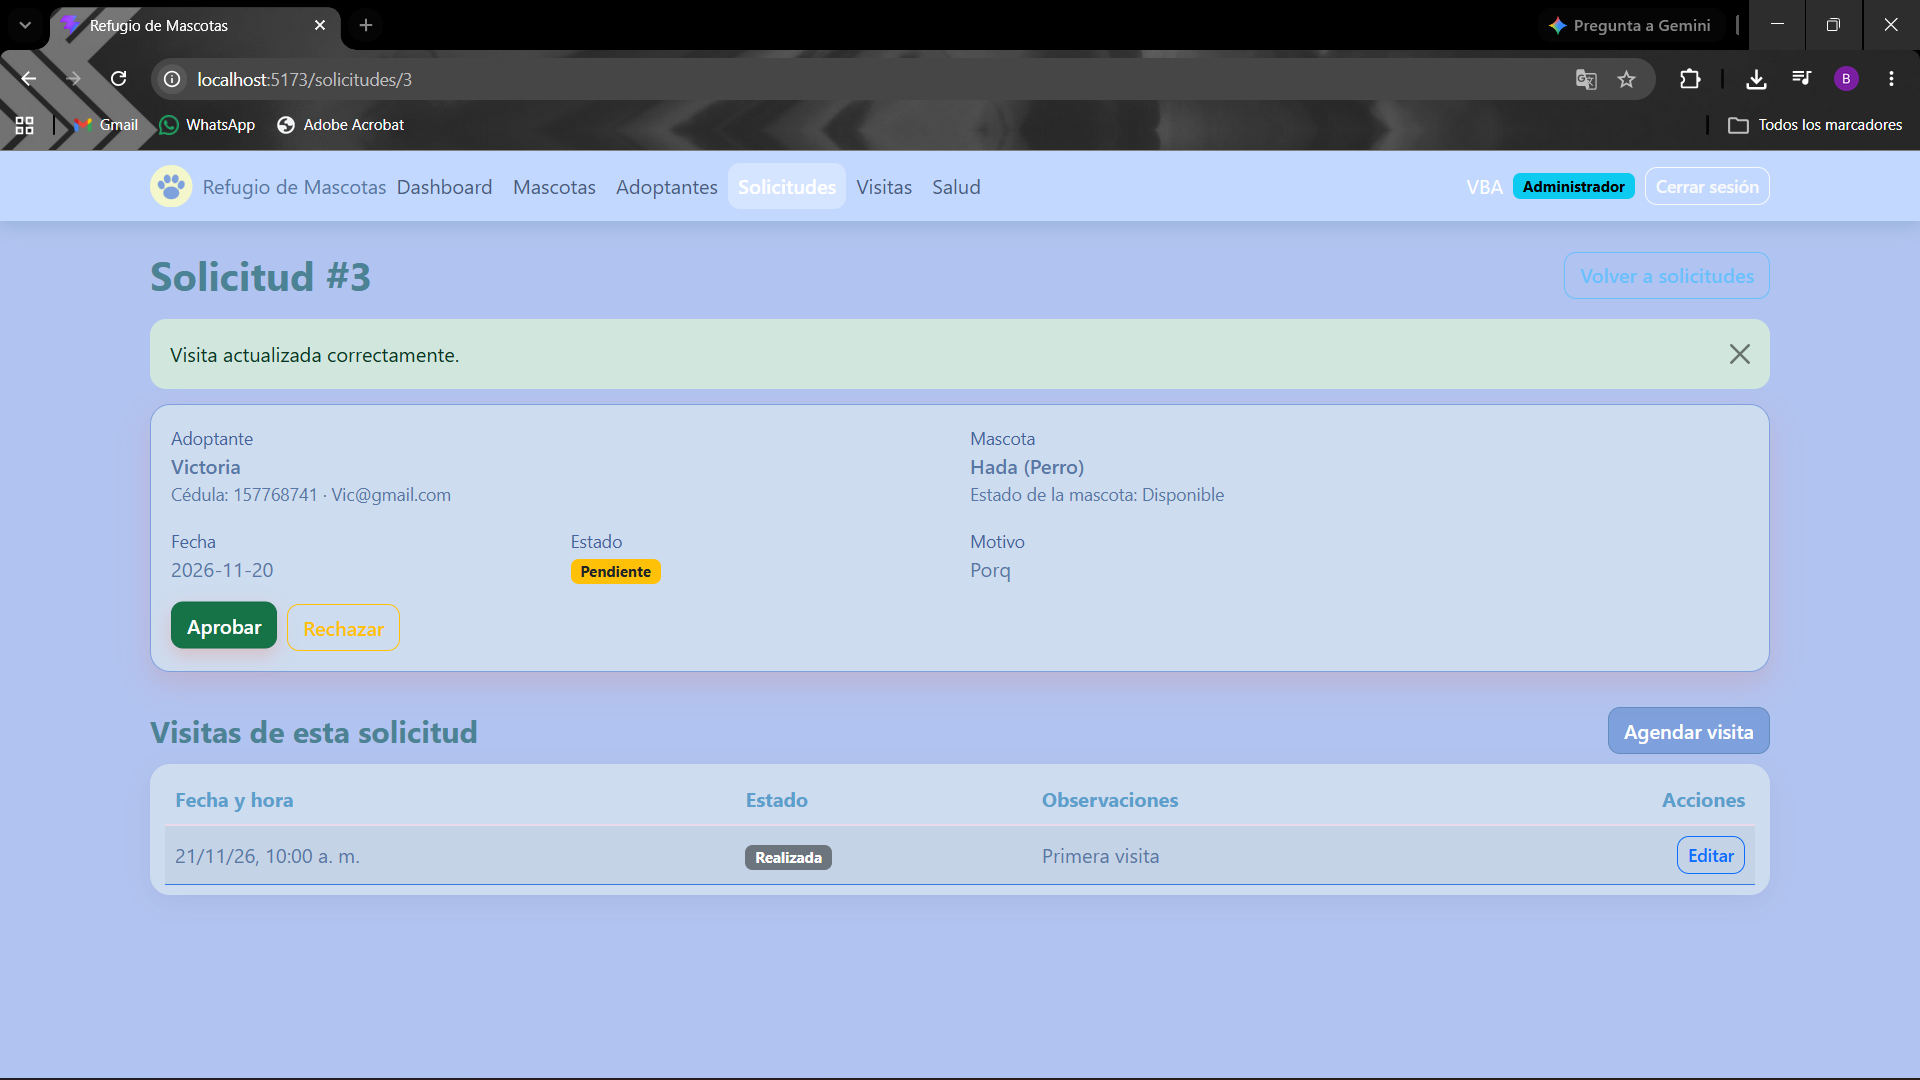 Refugio de Mascotas
Pregunta a Gemini
localhost:5173/solicitudes/3
B
Gmail
WhatsApp
Adobe Acrobat
Todos los marcadores
Refugio de Mascotas Dashboard Mascotas Adoptantes Solicitudes Visitas Salud
VBA Administrador Cerrar sesión
Solicitud #3
Volver a solicitudes
Visita actualizada correctamente.
Adoptante
Victoria
Cédula: 157768741 · Vic@gmail.com
Mascota
Hada (Perro)
Estado de la mascota: Disponible
Fecha
2026-11-20
Estado
Pendiente
Motivo
Porq
Aprobar
Rechazar
Visitas de esta solicitud
Agendar visita
Fecha y hora Estado Observaciones Acciones
21/11/26, 10:00 a. m. Realizada Primera visita Editar